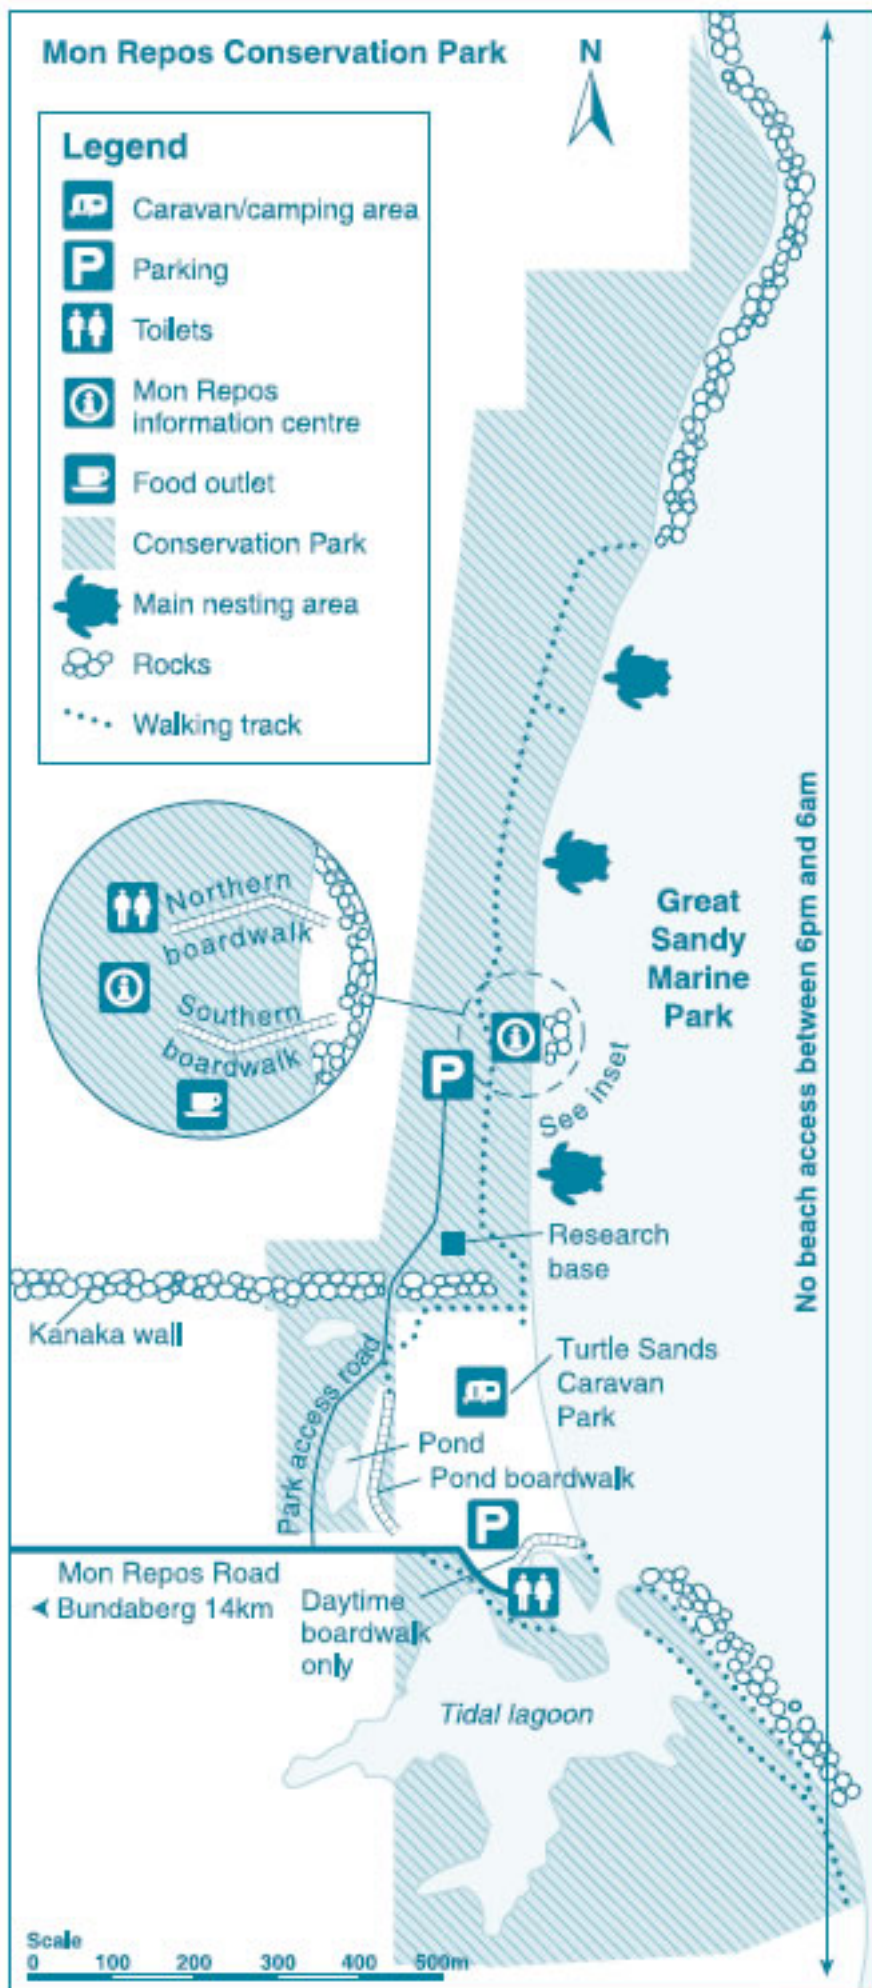 Mon Repos Conservation Park
N
Legend
Caravan/camping area
P
Parking
Toilets
i
Mon Repos
information centre
Food outlet
Conservation Park
Main nesting area
Rocks
Walking track
Northern
boardwalk
i
Southern
boardwalk
No beach access between 6pm and 6am
Great
Sandy
Marine
Park
i
P
See inset
Research
base
Kanaka wall
Park access road
Turtle Sands
Caravan
Park
Pond
Pond boardwalk
P
Mon Repos Road
Bundaberg 14km
Daytime
boardwalk
only
Tidal lagoon
Scale
0 100 200 300 400 500m